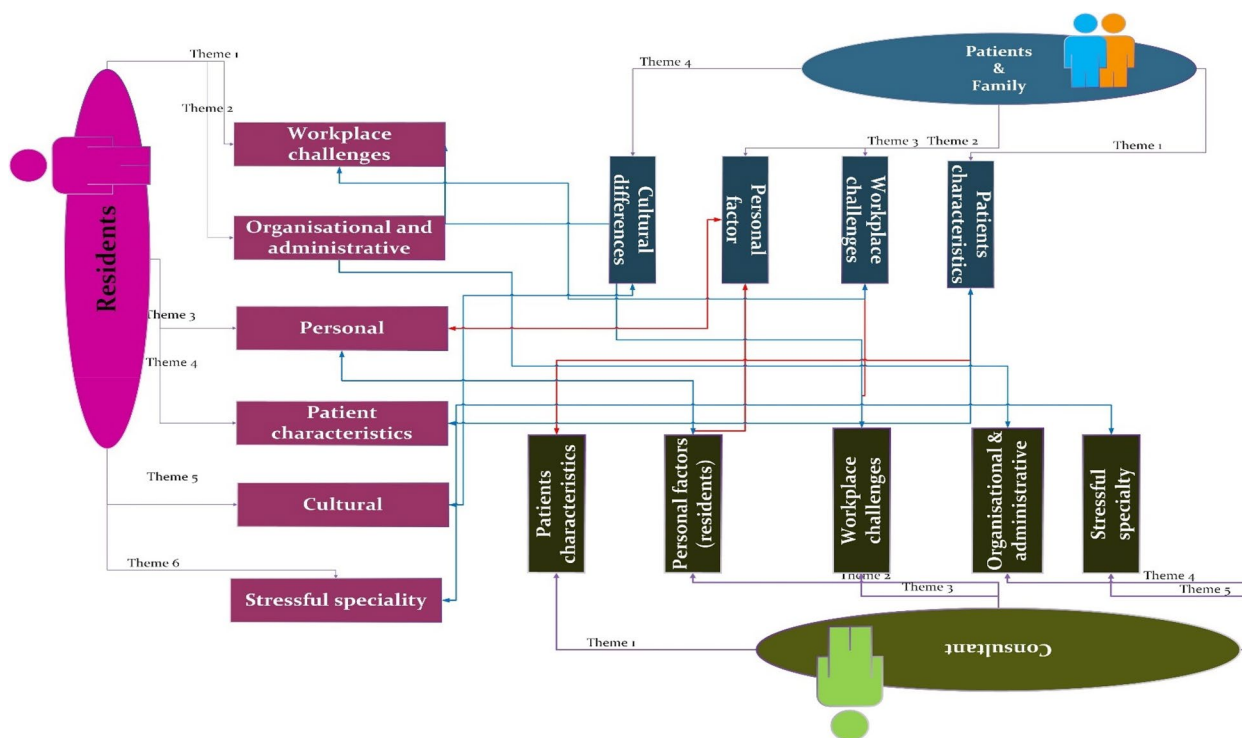 Theme 1
Theme 2
Residents
Workplace
challenges
Organisational and
administrative
Theme 3
Personal
Theme 4
Patient
characteristics
Theme 5
Cultural
Theme 6
Stressful speciality
Patients
&
Family
Theme 4
Theme 3
Theme 2
Theme 1
Cultural
differences
Personal
factor
Workplace
challenges
Patients
characteristics
Patients
characteristics
Personal factors
(residents)
Workplace
challenges
Organisational &
administrative
Stressful
specialty
Theme 2
Theme 3
Theme 4
Theme 5
Theme 1
Consultant